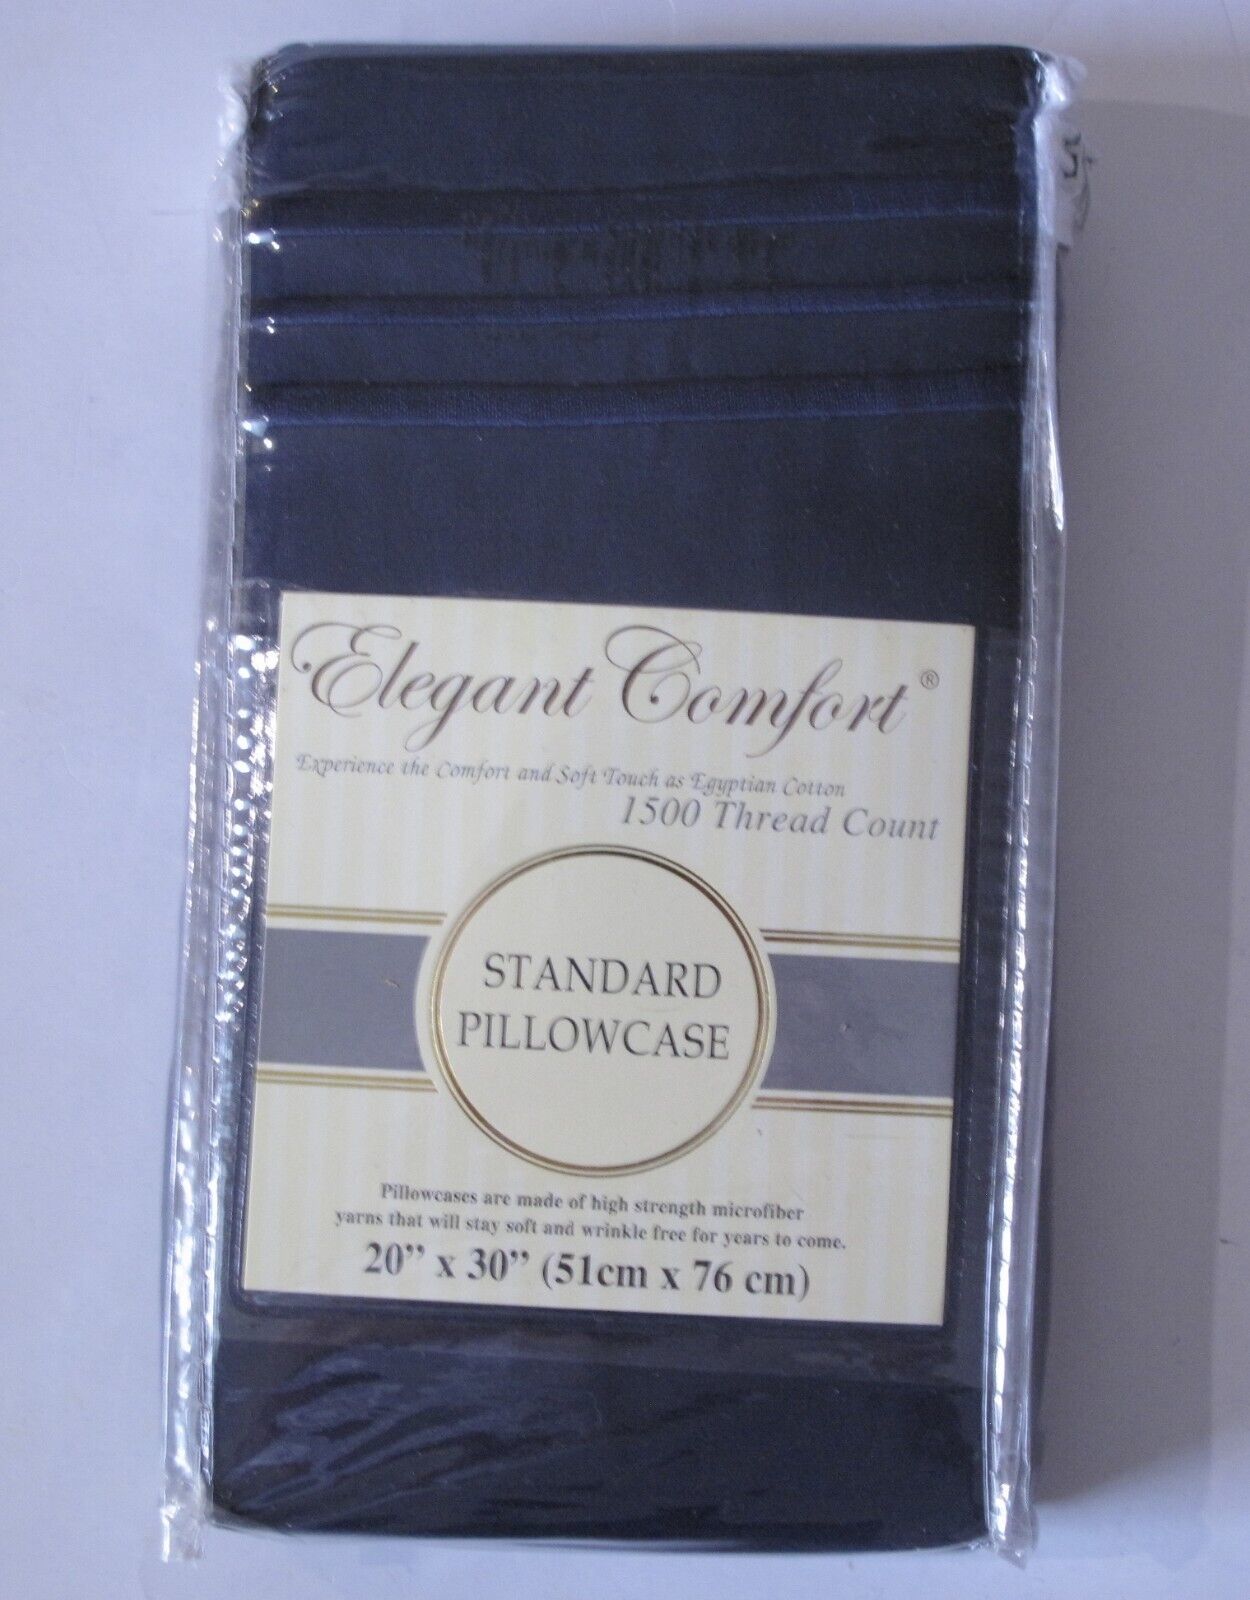 Elegant Comfort®
Experience the Comfort and Soft Touch as Egyptian Cotton
1500 Thread Count
STANDARD
PILLOWCASE
Pillowcases are made of high strength microfiber
yarns that will stay soft and wrinkle free for years to come.
20” x 30” (51cm x 76 cm)